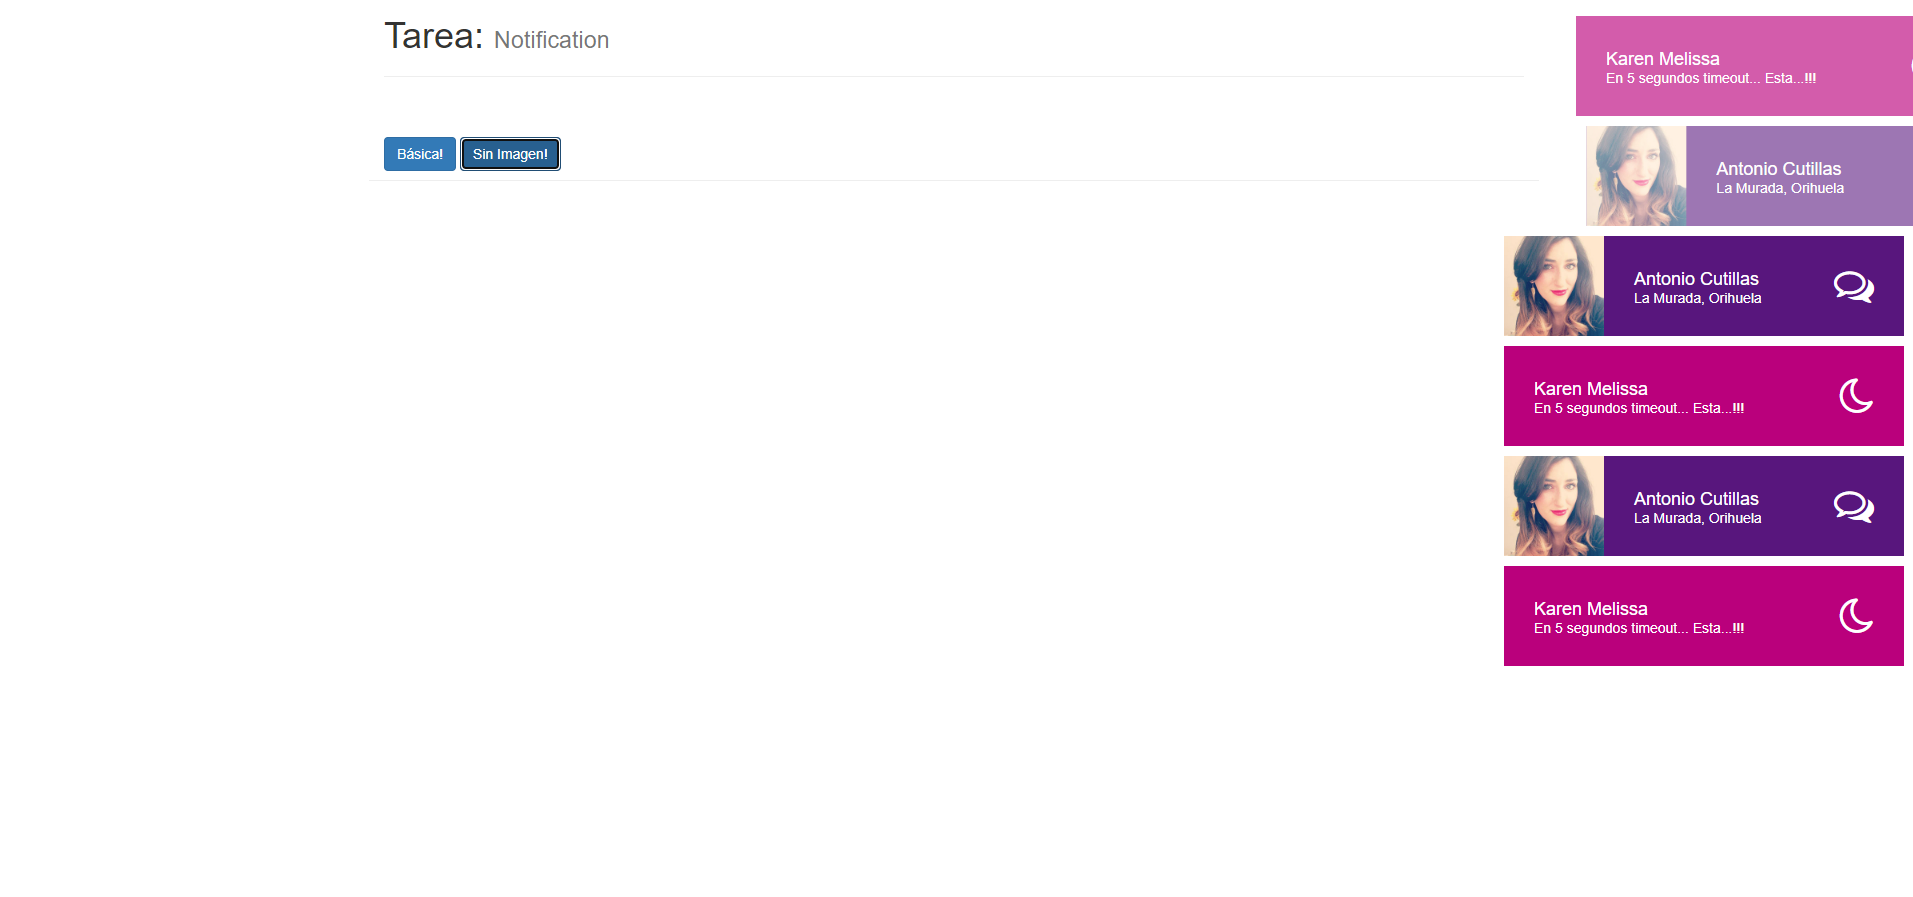 Tarea: Notification
Básica!
Sin Imagen!
Karen Melissa
En 5 segundos timeout... Esta...!!!
Antonio Cutillas
La Murada, Orihuela
Antonio Cutillas
La Murada, Orihuela
Karen Melissa
En 5 segundos timeout... Esta...!!!
Antonio Cutillas
La Murada, Orihuela
Karen Melissa
En 5 segundos timeout... Esta...!!!